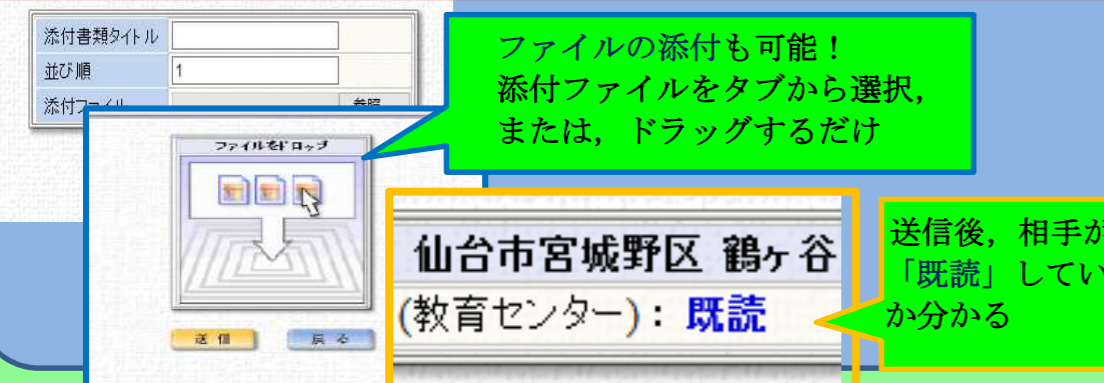 添付書類タイトル
並び順
1
添付ファイル
参照
ファイルの添付も可能！
添付ファイルをタブから選択，
または，ドラッグするだけ
ファイルをドロップ
送信
戻る
仙台市宮城野区 鶴ヶ谷
(教育センター)：既読
送信後，相手が
「既読」してい
か分かる